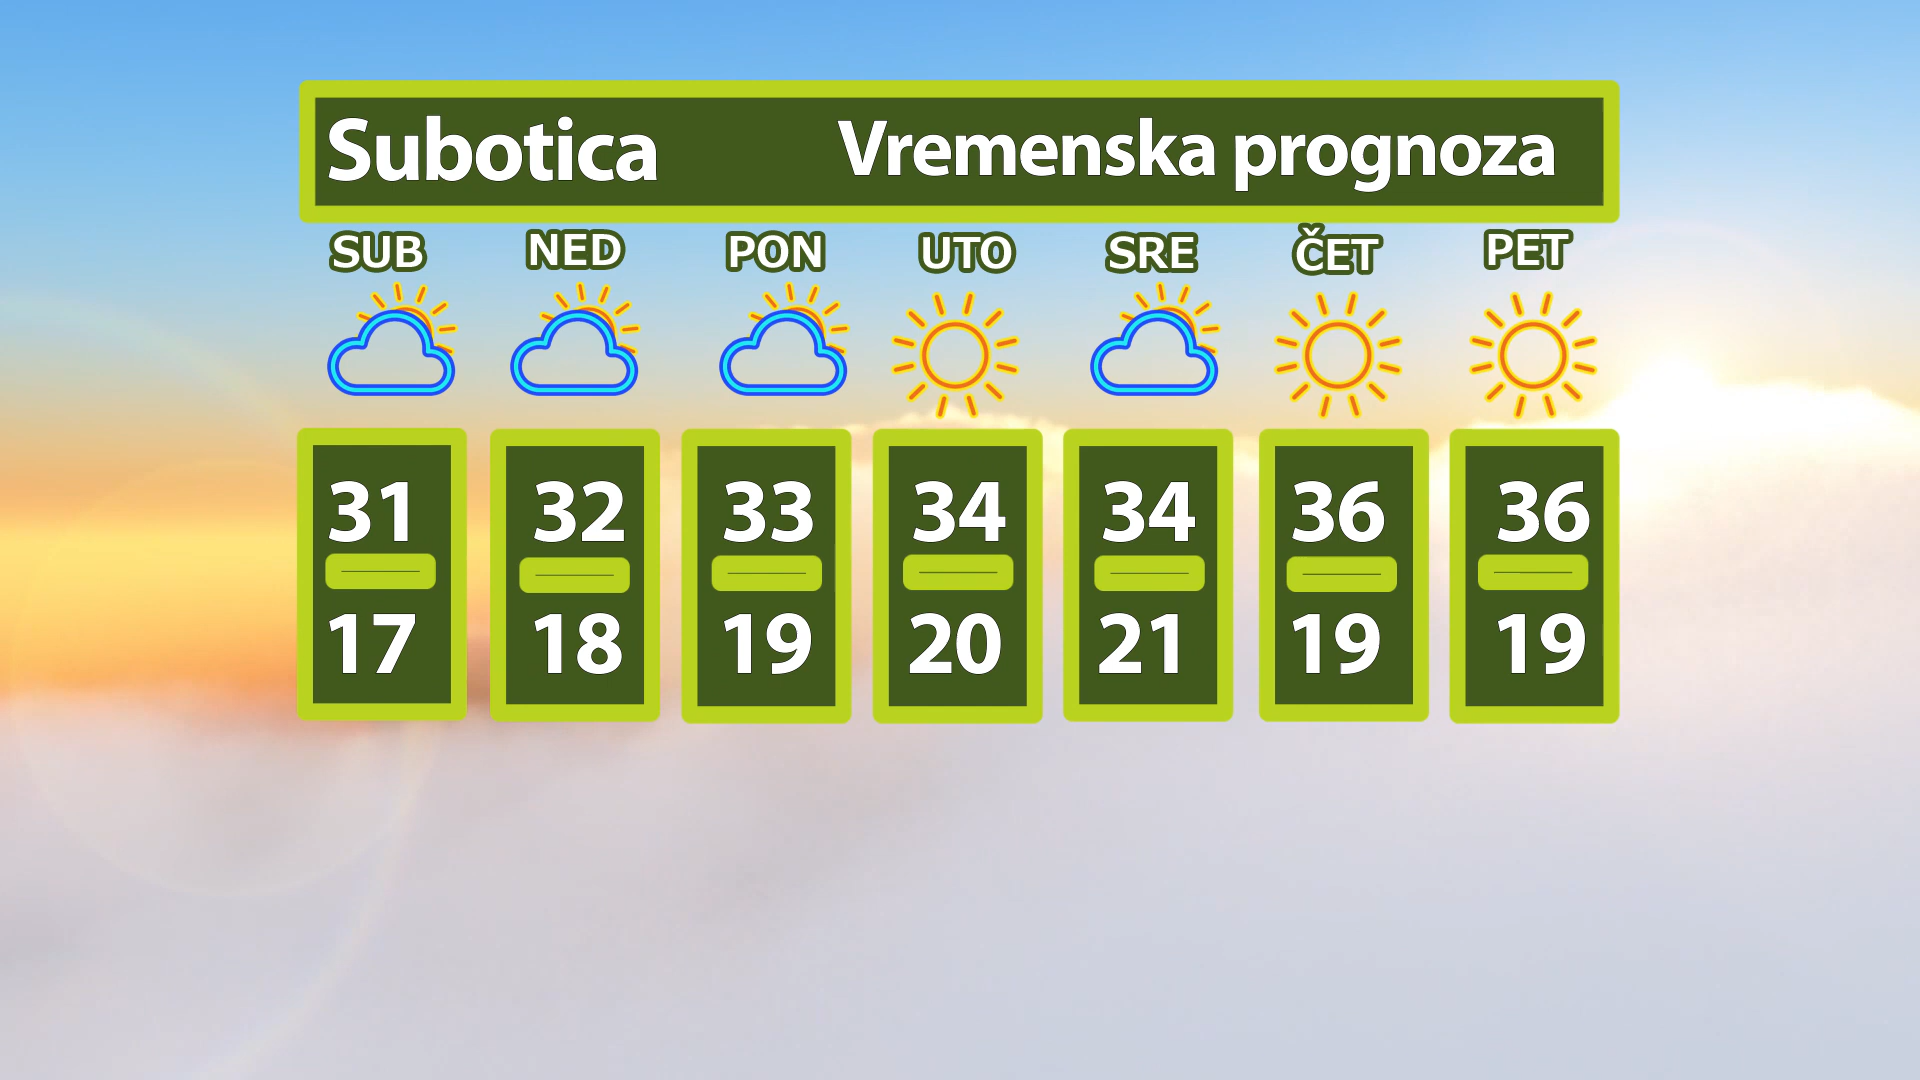 Subotica Vremenska prognoza
SUB NED PON UTO SRE ČET PET
31 32 33 34 34 36 36
17 18 19 20 21 19 19